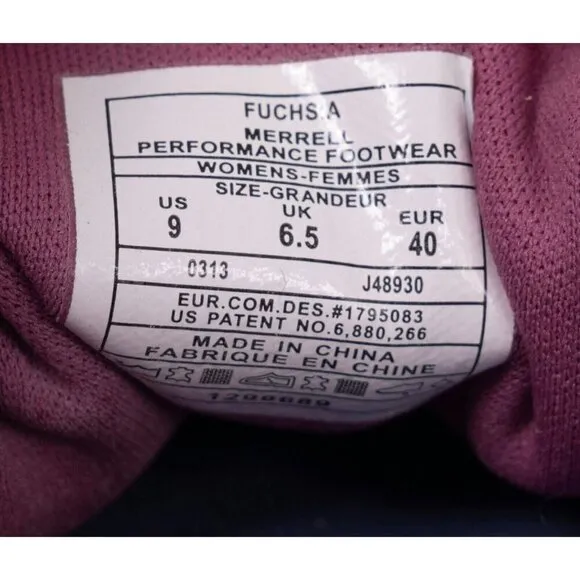 FUCHSIA
MERRELL
PERFORMANCE FOOTWEAR
WOMENS-FEMMES
SIZE-GRANDEUR
US UK EUR
9 6.5 40
0313 J48930
EUR.COM.DES.#1795083
US PATENT NO.6,880,266
MADE IN CHINA
FABRIQUE EN CHINE